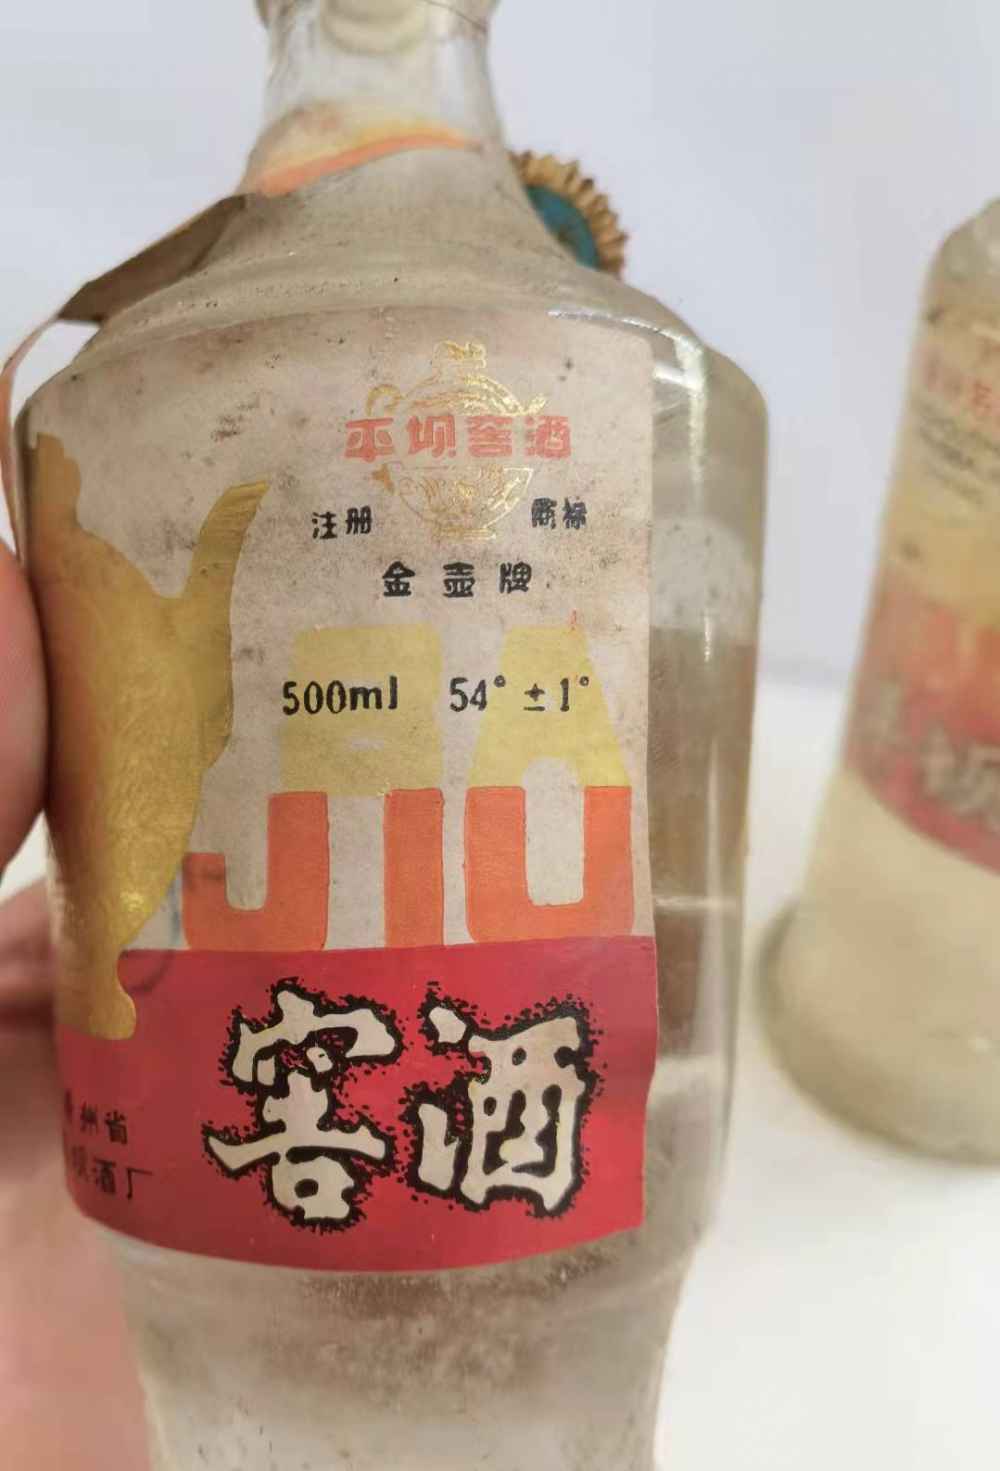 平坝窖酒
注册 商标
金壶牌
500ml 54°±1°
JIU
窖酒
州省
坝酒厂